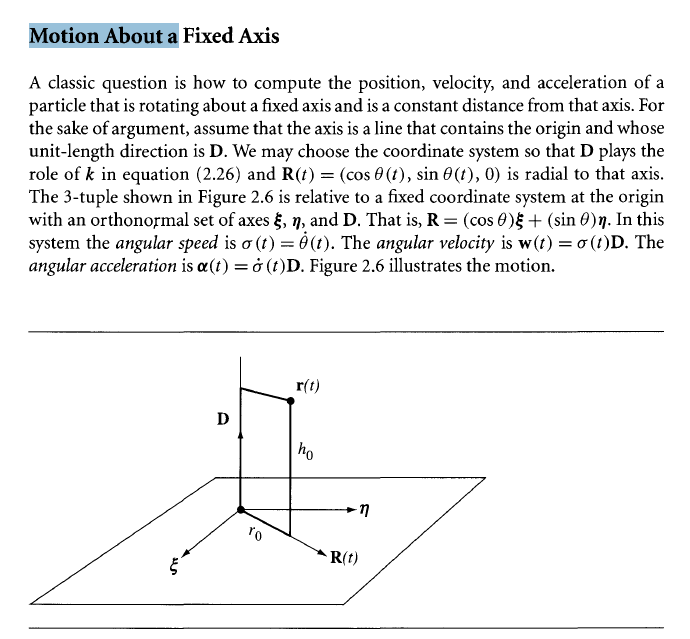 Motion About a Fixed Axis
A classic question is how to compute the position, velocity, and acceleration of a
particle that is rotating about a fixed axis and is a constant distance from that axis. For
the sake of argument, assume that the axis is a line that contains the origin and whose
unit-length direction is D. We may choose the coordinate system so that D plays the
role of k in equation (2.26) and R(t) = (cos θ(t), sin θ(t), 0) is radial to that axis.
The 3-tuple shown in Figure 2.6 is relative to a fixed coordinate system at the origin
with an orthonormal set of axes ξ, η, and D. That is, R = (cos θ)ξ + (sin θ)η. In this
system the angular speed is σ(t) = θ̇(t). The angular velocity is w(t) = σ(t)D. The
angular acceleration is α(t) = σ̇(t)D. Figure 2.6 illustrates the motion.
r(t)
D
h₀
η
r₀
R(t)
ξ